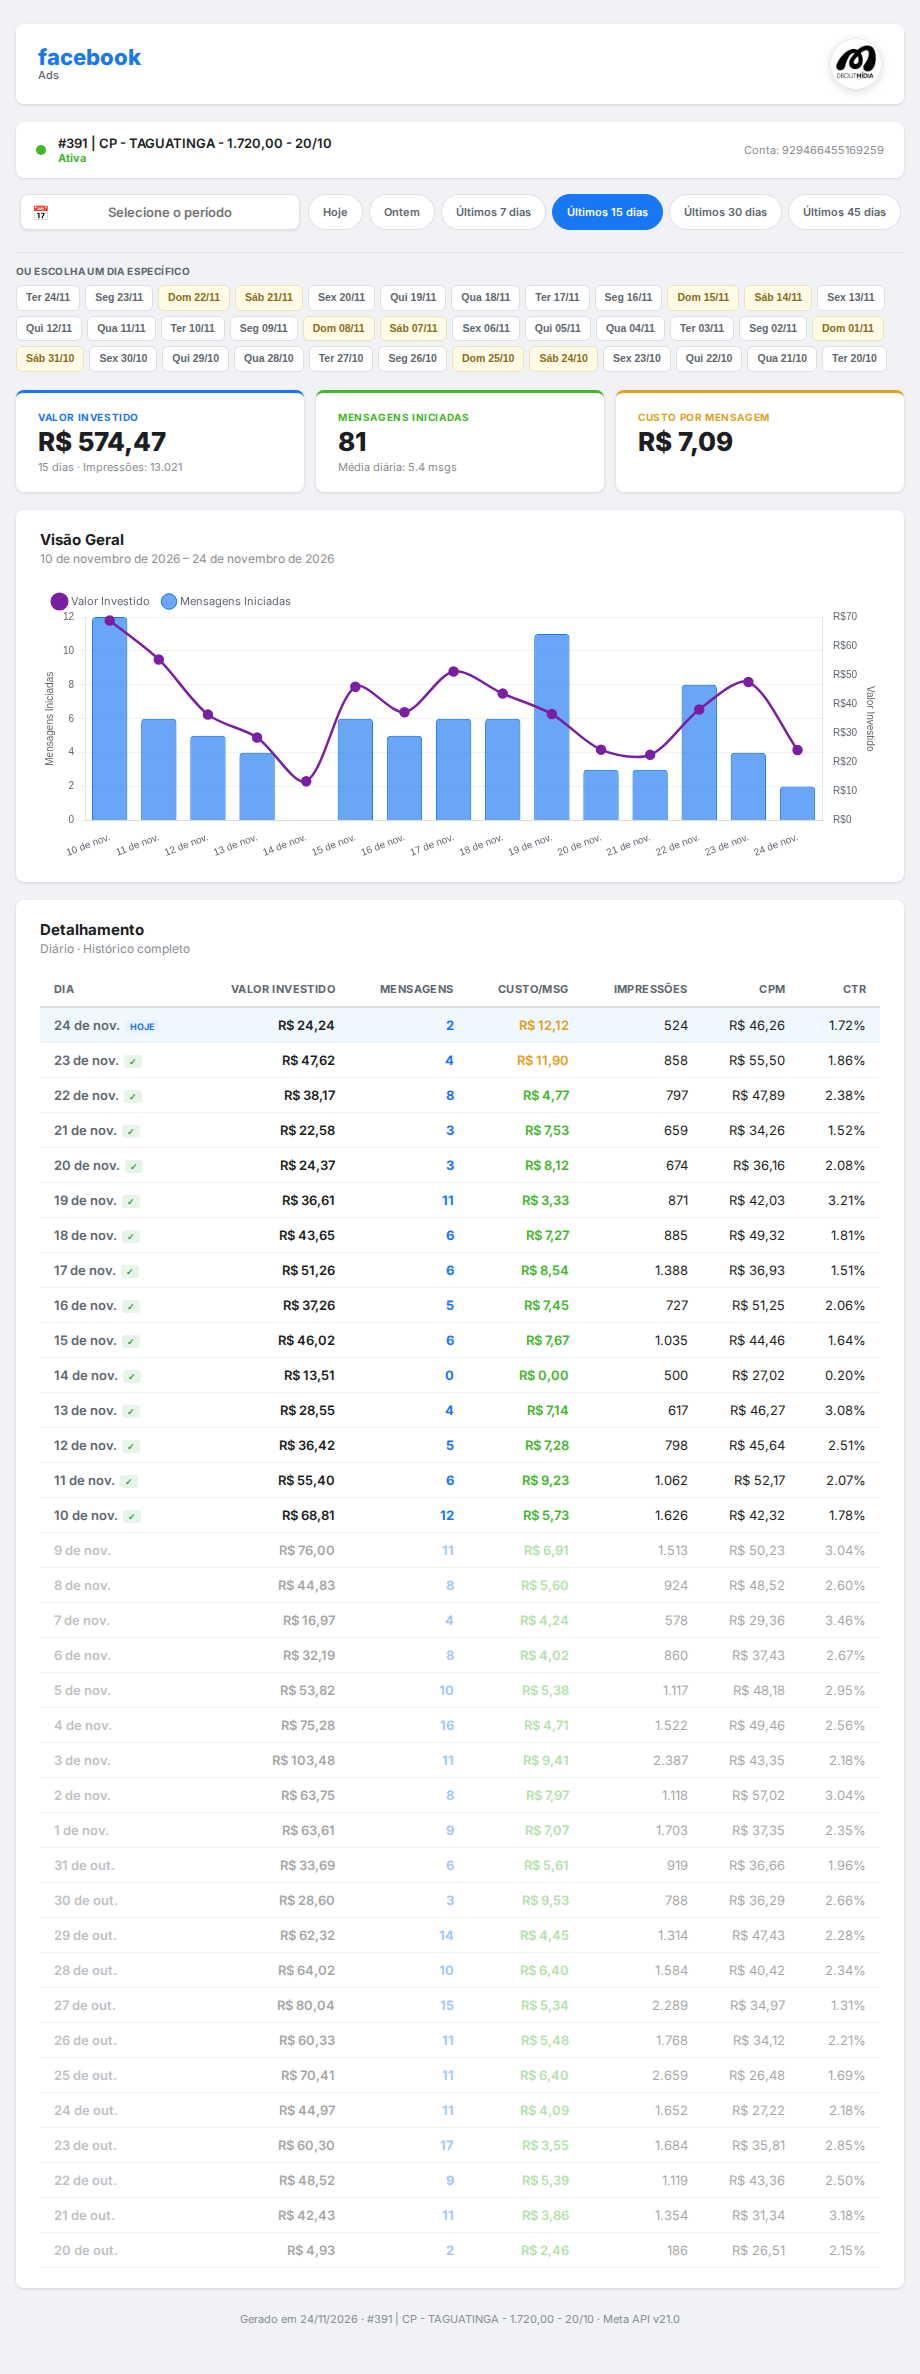 facebook
Ads
DBOUTMÍDIA
#391 | CP - TAGUATINGA - 1.720,00 - 20/10
Ativa
Conta: 929466455169259
Selecione o período
Hoje
Ontem
Últimos 7 dias
Últimos 15 dias
Últimos 30 dias
Últimos 45 dias
OU ESCOLHA UM DIA ESPECÍFICO
Ter 24/11 Seg 23/11 Dom 22/11 Sáb 21/11 Sex 20/11 Qui 19/11 Qua 18/11 Ter 17/11 Seg 16/11 Dom 15/11 Sáb 14/11 Sex 13/11
Qui 12/11 Qua 11/11 Ter 10/11 Seg 09/11 Dom 08/11 Sáb 07/11 Sex 06/11 Qui 05/11 Qua 04/11 Ter 03/11 Seg 02/11 Dom 01/11
Sáb 31/10 Sex 30/10 Qui 29/10 Qua 28/10 Ter 27/10 Seg 26/10 Dom 25/10 Sáb 24/10 Sex 23/10 Qui 22/10 Qua 21/10 Ter 20/10
VALOR INVESTIDO
R$ 574,47
15 dias · Impressões: 13.021
MENSAGENS INICIADAS
81
Média diária: 5.4 msgs
CUSTO POR MENSAGEM
R$ 7,09
Visão Geral
10 de novembro de 2026 – 24 de novembro de 2026
Valor Investido
Mensagens Iniciadas
Mensagens Iniciadas
12
10
8
6
4
2
0
R$70
R$60
R$50
R$40
R$30
R$20
R$10
R$0
Valor Investido
10 de nov. 11 de nov. 12 de nov. 13 de nov. 14 de nov. 15 de nov. 16 de nov. 17 de nov. 18 de nov. 19 de nov. 20 de nov. 21 de nov. 22 de nov. 23 de nov. 24 de nov.
Detalhamento
Diário · Histórico completo
DIA VALOR INVESTIDO MENSAGENS CUSTO/MSG IMPRESSÕES CPM CTR
24 de nov. HOJE R$ 24,24 2 R$ 12,12 524 R$ 46,26 1.72%
23 de nov. ✓ R$ 47,62 4 R$ 11,90 858 R$ 55,50 1.86%
22 de nov. ✓ R$ 38,17 8 R$ 4,77 797 R$ 47,89 2.38%
21 de nov. ✓ R$ 22,58 3 R$ 7,53 659 R$ 34,26 1.52%
20 de nov. ✓ R$ 24,37 3 R$ 8,12 674 R$ 36,16 2.08%
19 de nov. ✓ R$ 36,61 11 R$ 3,33 871 R$ 42,03 3.21%
18 de nov. ✓ R$ 43,65 6 R$ 7,27 885 R$ 49,32 1.81%
17 de nov. ✓ R$ 51,26 6 R$ 8,54 1.388 R$ 36,93 1.51%
16 de nov. ✓ R$ 37,26 5 R$ 7,45 727 R$ 51,25 2.06%
15 de nov. ✓ R$ 46,02 6 R$ 7,67 1.035 R$ 44,46 1.64%
14 de nov. ✓ R$ 13,51 0 R$ 0,00 500 R$ 27,02 0.20%
13 de nov. ✓ R$ 28,55 4 R$ 7,14 617 R$ 46,27 3.08%
12 de nov. ✓ R$ 36,42 5 R$ 7,28 798 R$ 45,64 2.51%
11 de nov. ✓ R$ 55,40 6 R$ 9,23 1.062 R$ 52,17 2.07%
10 de nov. ✓ R$ 68,81 12 R$ 5,73 1.626 R$ 42,32 1.78%
9 de nov. R$ 76,00 11 R$ 6,91 1.513 R$ 50,23 3.04%
8 de nov. R$ 44,83 8 R$ 5,60 924 R$ 48,52 2.60%
7 de nov. R$ 16,97 4 R$ 4,24 578 R$ 29,36 3.46%
6 de nov. R$ 32,19 8 R$ 4,02 860 R$ 37,43 2.67%
5 de nov. R$ 53,82 10 R$ 5,38 1.117 R$ 48,18 2.95%
4 de nov. R$ 75,28 16 R$ 4,71 1.522 R$ 49,46 2.56%
3 de nov. R$ 103,48 11 R$ 9,41 2.387 R$ 43,35 2.18%
2 de nov. R$ 63,75 8 R$ 7,97 1.118 R$ 57,02 3.04%
1 de nov. R$ 63,61 9 R$ 7,07 1.703 R$ 37,35 2.35%
31 de out. R$ 33,69 6 R$ 5,61 919 R$ 36,66 1.96%
30 de out. R$ 28,60 3 R$ 9,53 788 R$ 36,29 2.66%
29 de out. R$ 62,32 14 R$ 4,45 1.314 R$ 47,43 2.28%
28 de out. R$ 64,02 10 R$ 6,40 1.584 R$ 40,42 2.34%
27 de out. R$ 80,04 15 R$ 5,34 2.289 R$ 34,97 1.31%
26 de out. R$ 60,33 11 R$ 5,48 1.768 R$ 34,12 2.21%
25 de out. R$ 70,41 11 R$ 6,40 2.659 R$ 26,48 1.69%
24 de out. R$ 44,97 11 R$ 4,09 1.652 R$ 27,22 2.18%
23 de out. R$ 60,30 17 R$ 3,55 1.684 R$ 35,81 2.85%
22 de out. R$ 48,52 9 R$ 5,39 1.119 R$ 43,36 2.50%
21 de out. R$ 42,43 11 R$ 3,86 1.354 R$ 31,34 3.18%
20 de out. R$ 4,93 2 R$ 2,46 186 R$ 26,51 2.15%
Gerado em 24/11/2026 · #391 | CP - TAGUATINGA - 1.720,00 - 20/10 · Meta API v21.0